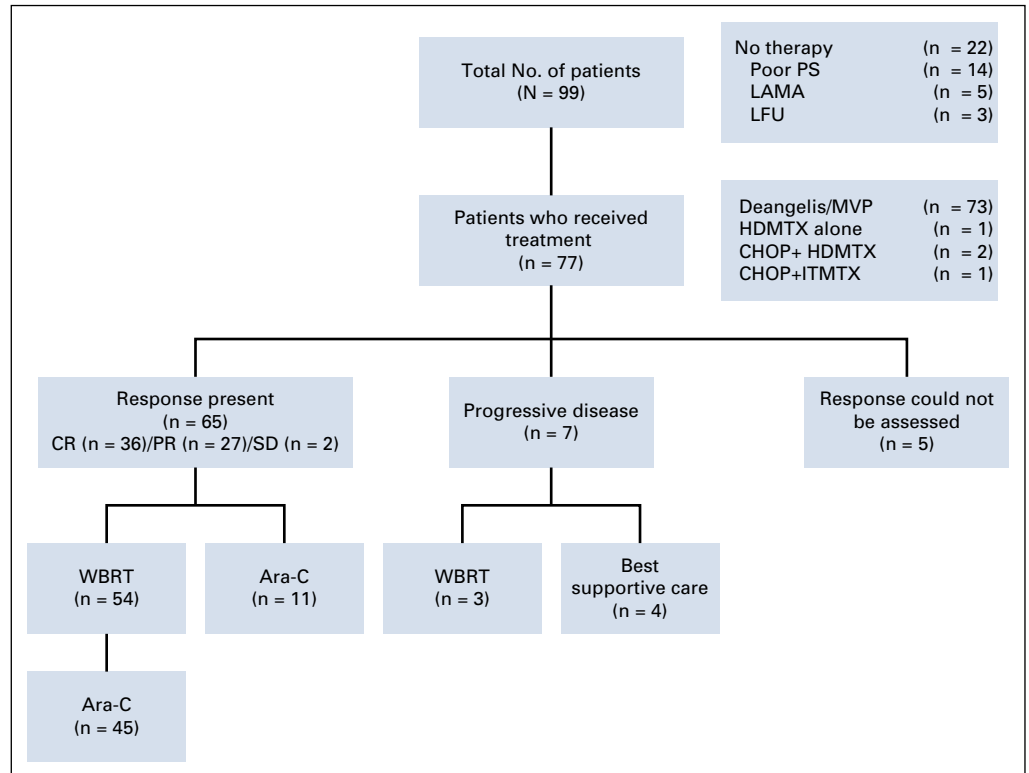 Total No. of patients
(N = 99)
No therapy (n = 22)
Poor PS (n = 14)
LAMA (n = 5)
LFU (n = 3)
Patients who received
treatment
(n = 77)
Deangelis/MVP (n = 73)
HDMTX alone (n = 1)
CHOP+ HDMTX (n = 2)
CHOP+ITMTX (n = 1)
Response present
(n = 65)
CR (n = 36)/PR (n = 27)/SD (n = 2)
Progressive disease
(n = 7)
Response could not
be assessed
(n = 5)
WBRT
(n = 54)
Ara-C
(n = 11)
WBRT
(n = 3)
Best
supportive care
(n = 4)
Ara-C
(n = 45)